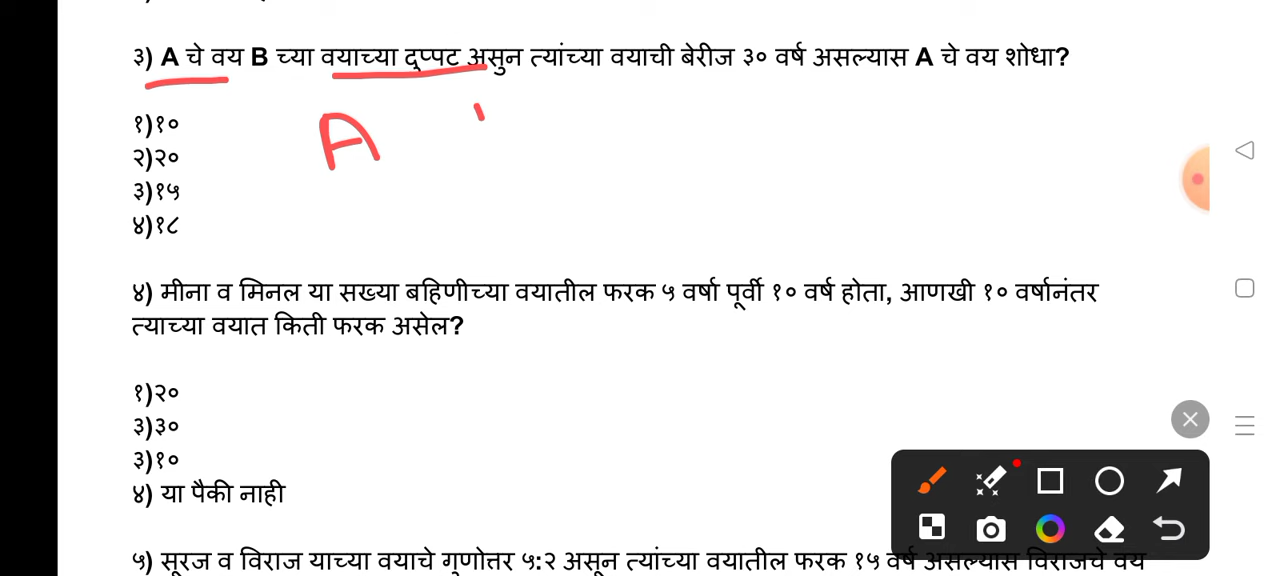 ३) A चे वय B च्या वयाच्या दुप्पट असुन त्यांच्या वयाची बेरीज ३० वर्ष असल्यास A चे वय शोधा?
A
१)१०
२)२०
३)१५
४)१८
४) मीना व मिनल या सख्या बहिणीच्या वयातील फरक ५ वर्षा पूर्वी १० वर्ष होता, आणखी १० वर्षानंतर
त्याच्या वयात किती फरक असेल?
१)२०
३)३०
३)१०
४) या पैकी नाही
५) सूरज व विराज याच्या वयाचे गुणोत्तर ५:२ असून त्यांच्या वयातील फरक १५ वर्ष असल्यास विराजचे वय